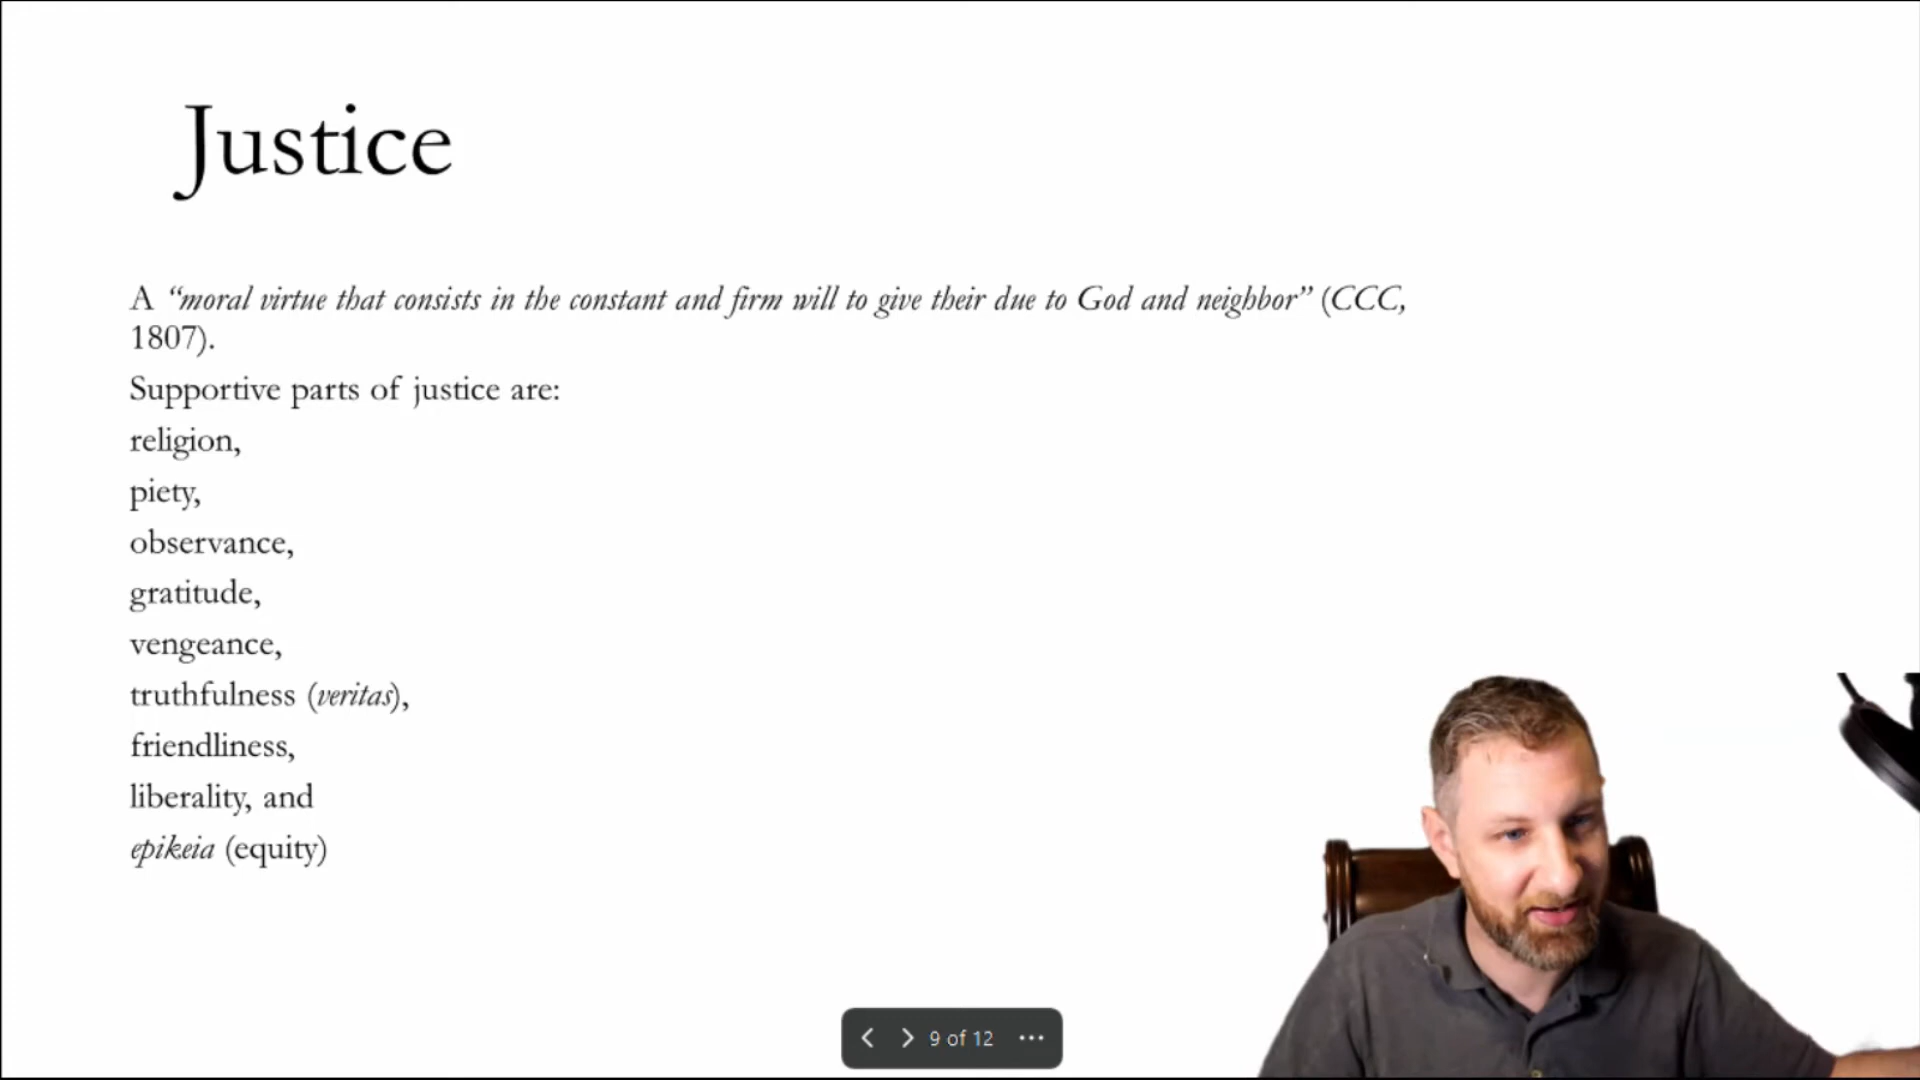 Justice
A “moral virtue that consists in the constant and firm will to give their due to God and neighbor” (CCC,
1807).
Supportive parts of justice are:
religion,
piety,
observance,
gratitude,
vengeance,
truthfulness (veritas),
friendliness,
liberality, and
epikeia (equity)
9 of 12